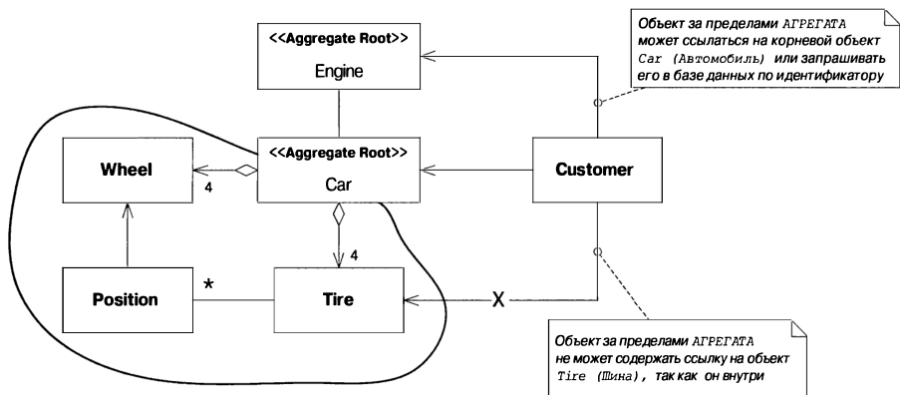 <<Aggregate Root>>
Engine
Объект за пределами АГРЕГАТА
может ссылаться на корневой объект
Car (Автомобиль) или запрашивать
его в базе данных по идентификатору
Wheel
4
<<Aggregate Root>>
Car
Customer
4
Position
*
Tire
X
Объект за пределами АГРЕГАТА
не может содержать ссылку на объект
Tire (Шина), так как он внутри